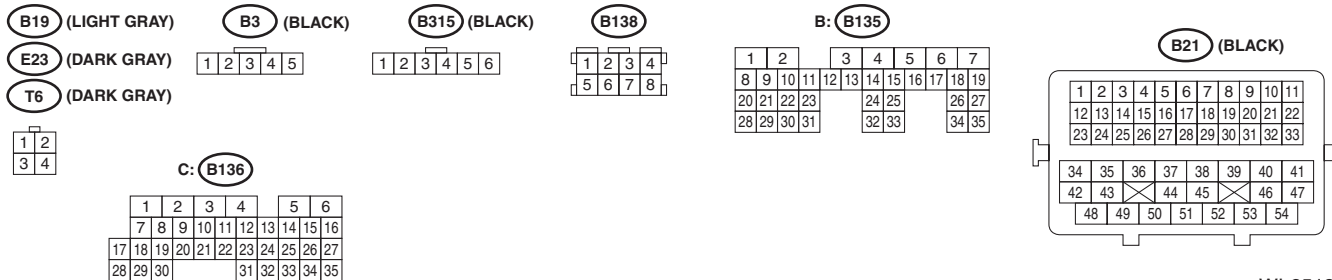 B19 (LIGHT GRAY)
E23 (DARK GRAY)
T6 (DARK GRAY)
1 2
3 4
B3 (BLACK)
1 2 3 4 5
B315 (BLACK)
1 2 3 4 5 6
B138
1 2 3 4
5 6 7 8
B: B135
1 2 3 4 5 6 7
8 9 10 11 12 13 14 15 16 17 18 19
20 21 22 23 24 25 26 27
28 29 30 31 32 33 34 35
B21 (BLACK)
1 2 3 4 5 6 7 8 9 10 11
12 13 14 15 16 17 18 19 20 21 22
23 24 25 26 27 28 29 30 31 32 33
34 35 36 37 38 39 40 41
42 43 44 45 46 47
48 49 50 51 52 53 54
C: B136
1 2 3 4 5 6
7 8 9 10 11 12 13 14 15 16
17 18 19 20 21 22 23 24 25 26 27
28 29 30 31 32 33 34 35